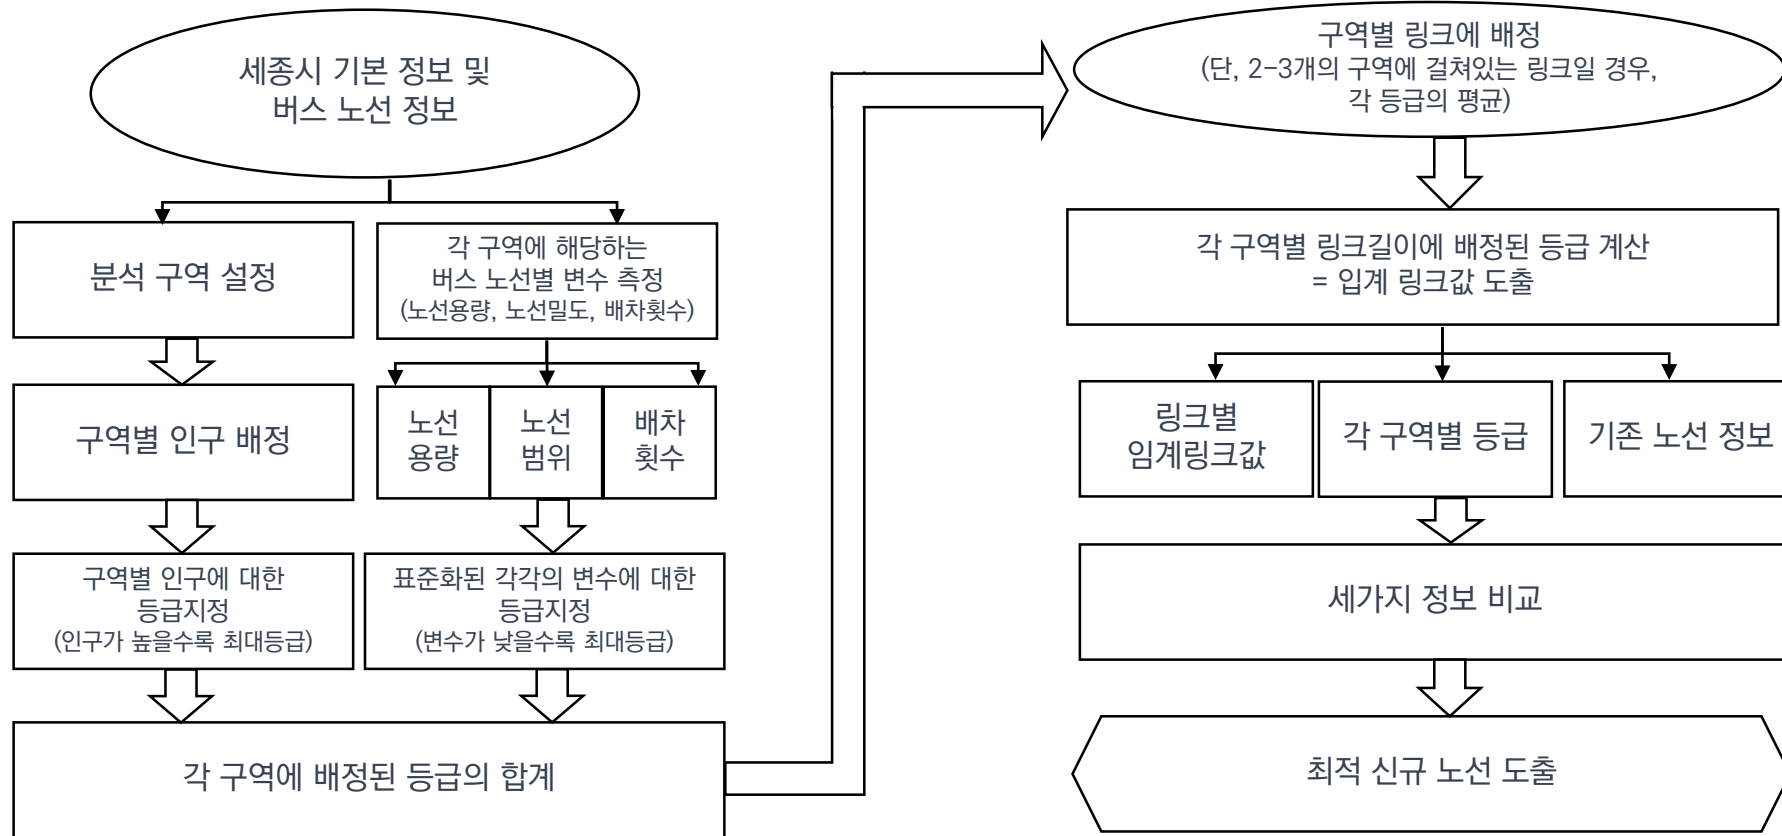 세종시 기본 정보 및
버스 노선 정보
분석 구역 설정
각 구역에 해당하는
버스 노선별 변수 측정
(노선용량, 노선밀도, 배차횟수)
구역별 인구 배정
노선
용량
노선
범위
배차
횟수
구역별 인구에 대한
등급지정
(인구가 높을수록 최대등급)
표준화된 각각의 변수에 대한
등급지정
(변수가 낮을수록 최대등급)
각 구역에 배정된 등급의 합계
구역별 링크에 배정
(단, 2-3개의 구역에 걸쳐있는 링크일 경우,
각 등급의 평균)
각 구역별 링크길이에 배정된 등급 계산
= 입계 링크값 도출
링크별
임계링크값
각 구역별 등급
기존 노선 정보
세가지 정보 비교
최적 신규 노선 도출